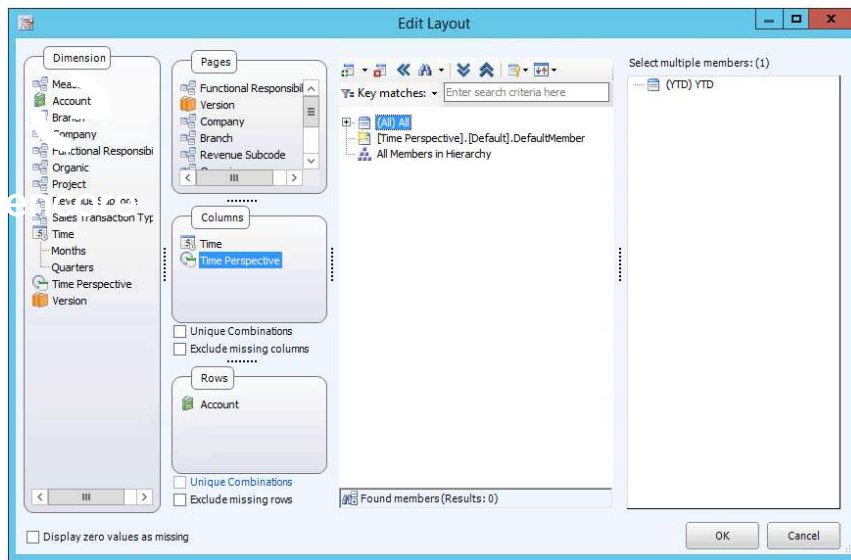 Edit Layout
Dimension
Account
Company
Functional Responsibi
Organic
Project
Sales Transaction Typ
Time
Months
Quarters
Time Perspective
Version
Pages
Functional Responsibil
Version
Company
Branch
Revenue Subcode
Columns
Time
Time Perspective
Unique Combinations
Exclude missing columns
Rows
Account
Unique Combinations
Exclude missing rows
Key matches:
Enter search criteria here
(All) All
[Time Perspective].[Default].DefaultMember
All Members in Hierarchy
Found members (Results: 0)
Select multiple members: (1)
(YTD) YTD
Display zero values as missing
OK
Cancel